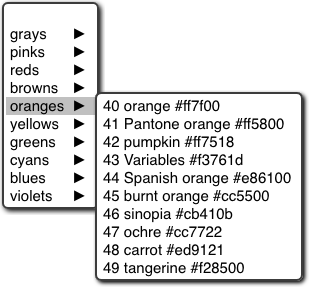 grays
pinks
reds
browns
oranges
yellows
greens
cyans
blues
violets
40 orange #ff7f00
41 Pantone orange #ff5800
42 pumpkin #ff7518
43 Variables #f3761d
44 Spanish orange #e86100
45 burnt orange #cc5500
46 sinopia #cb410b
47 ochre #cc7722
48 carrot #ed9121
49 tangerine #f28500